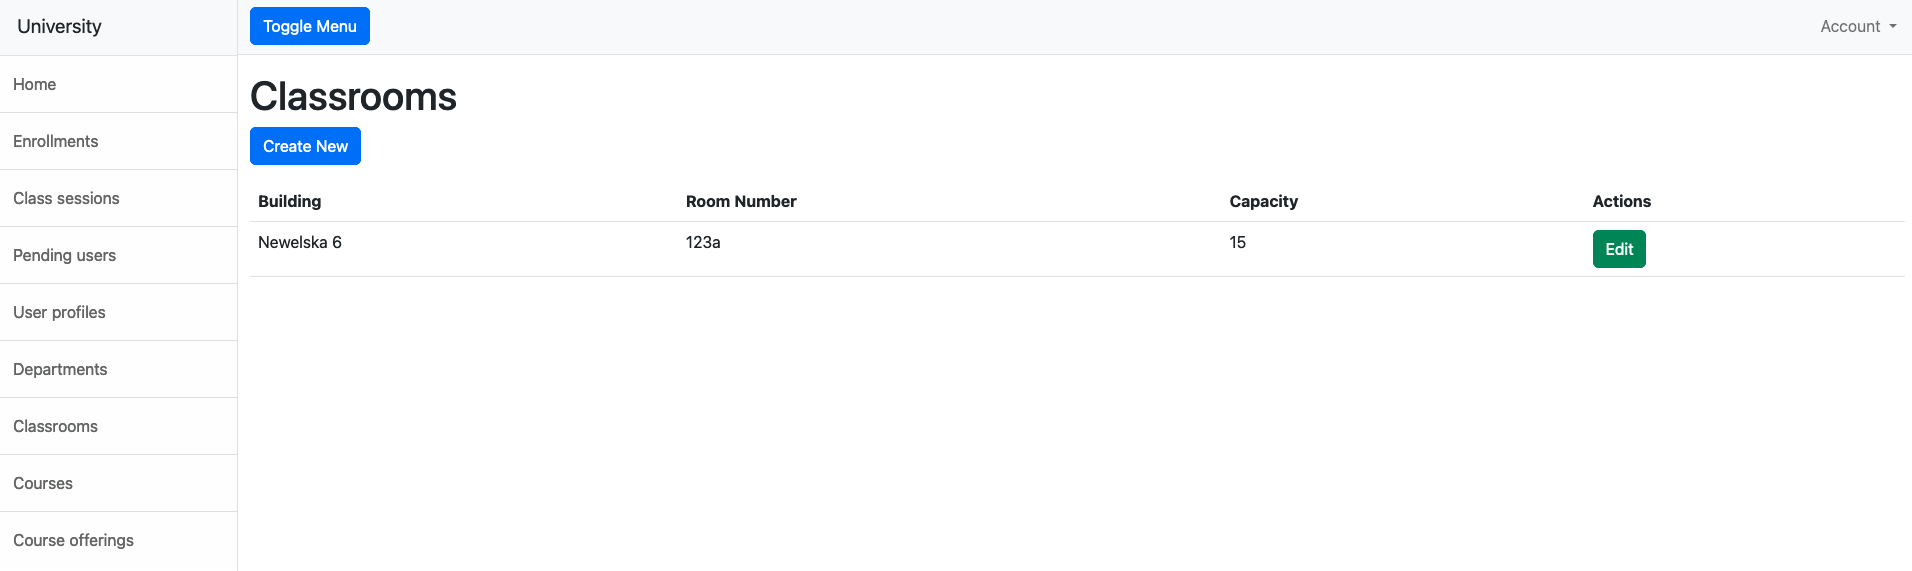 University
Toggle Menu
Account
Home
Enrollments
Class sessions
Pending users
User profiles
Departments
Classrooms
Courses
Course offerings
Classrooms
Create New
Building Room Number Capacity Actions
Newelska 6 123a 15 Edit